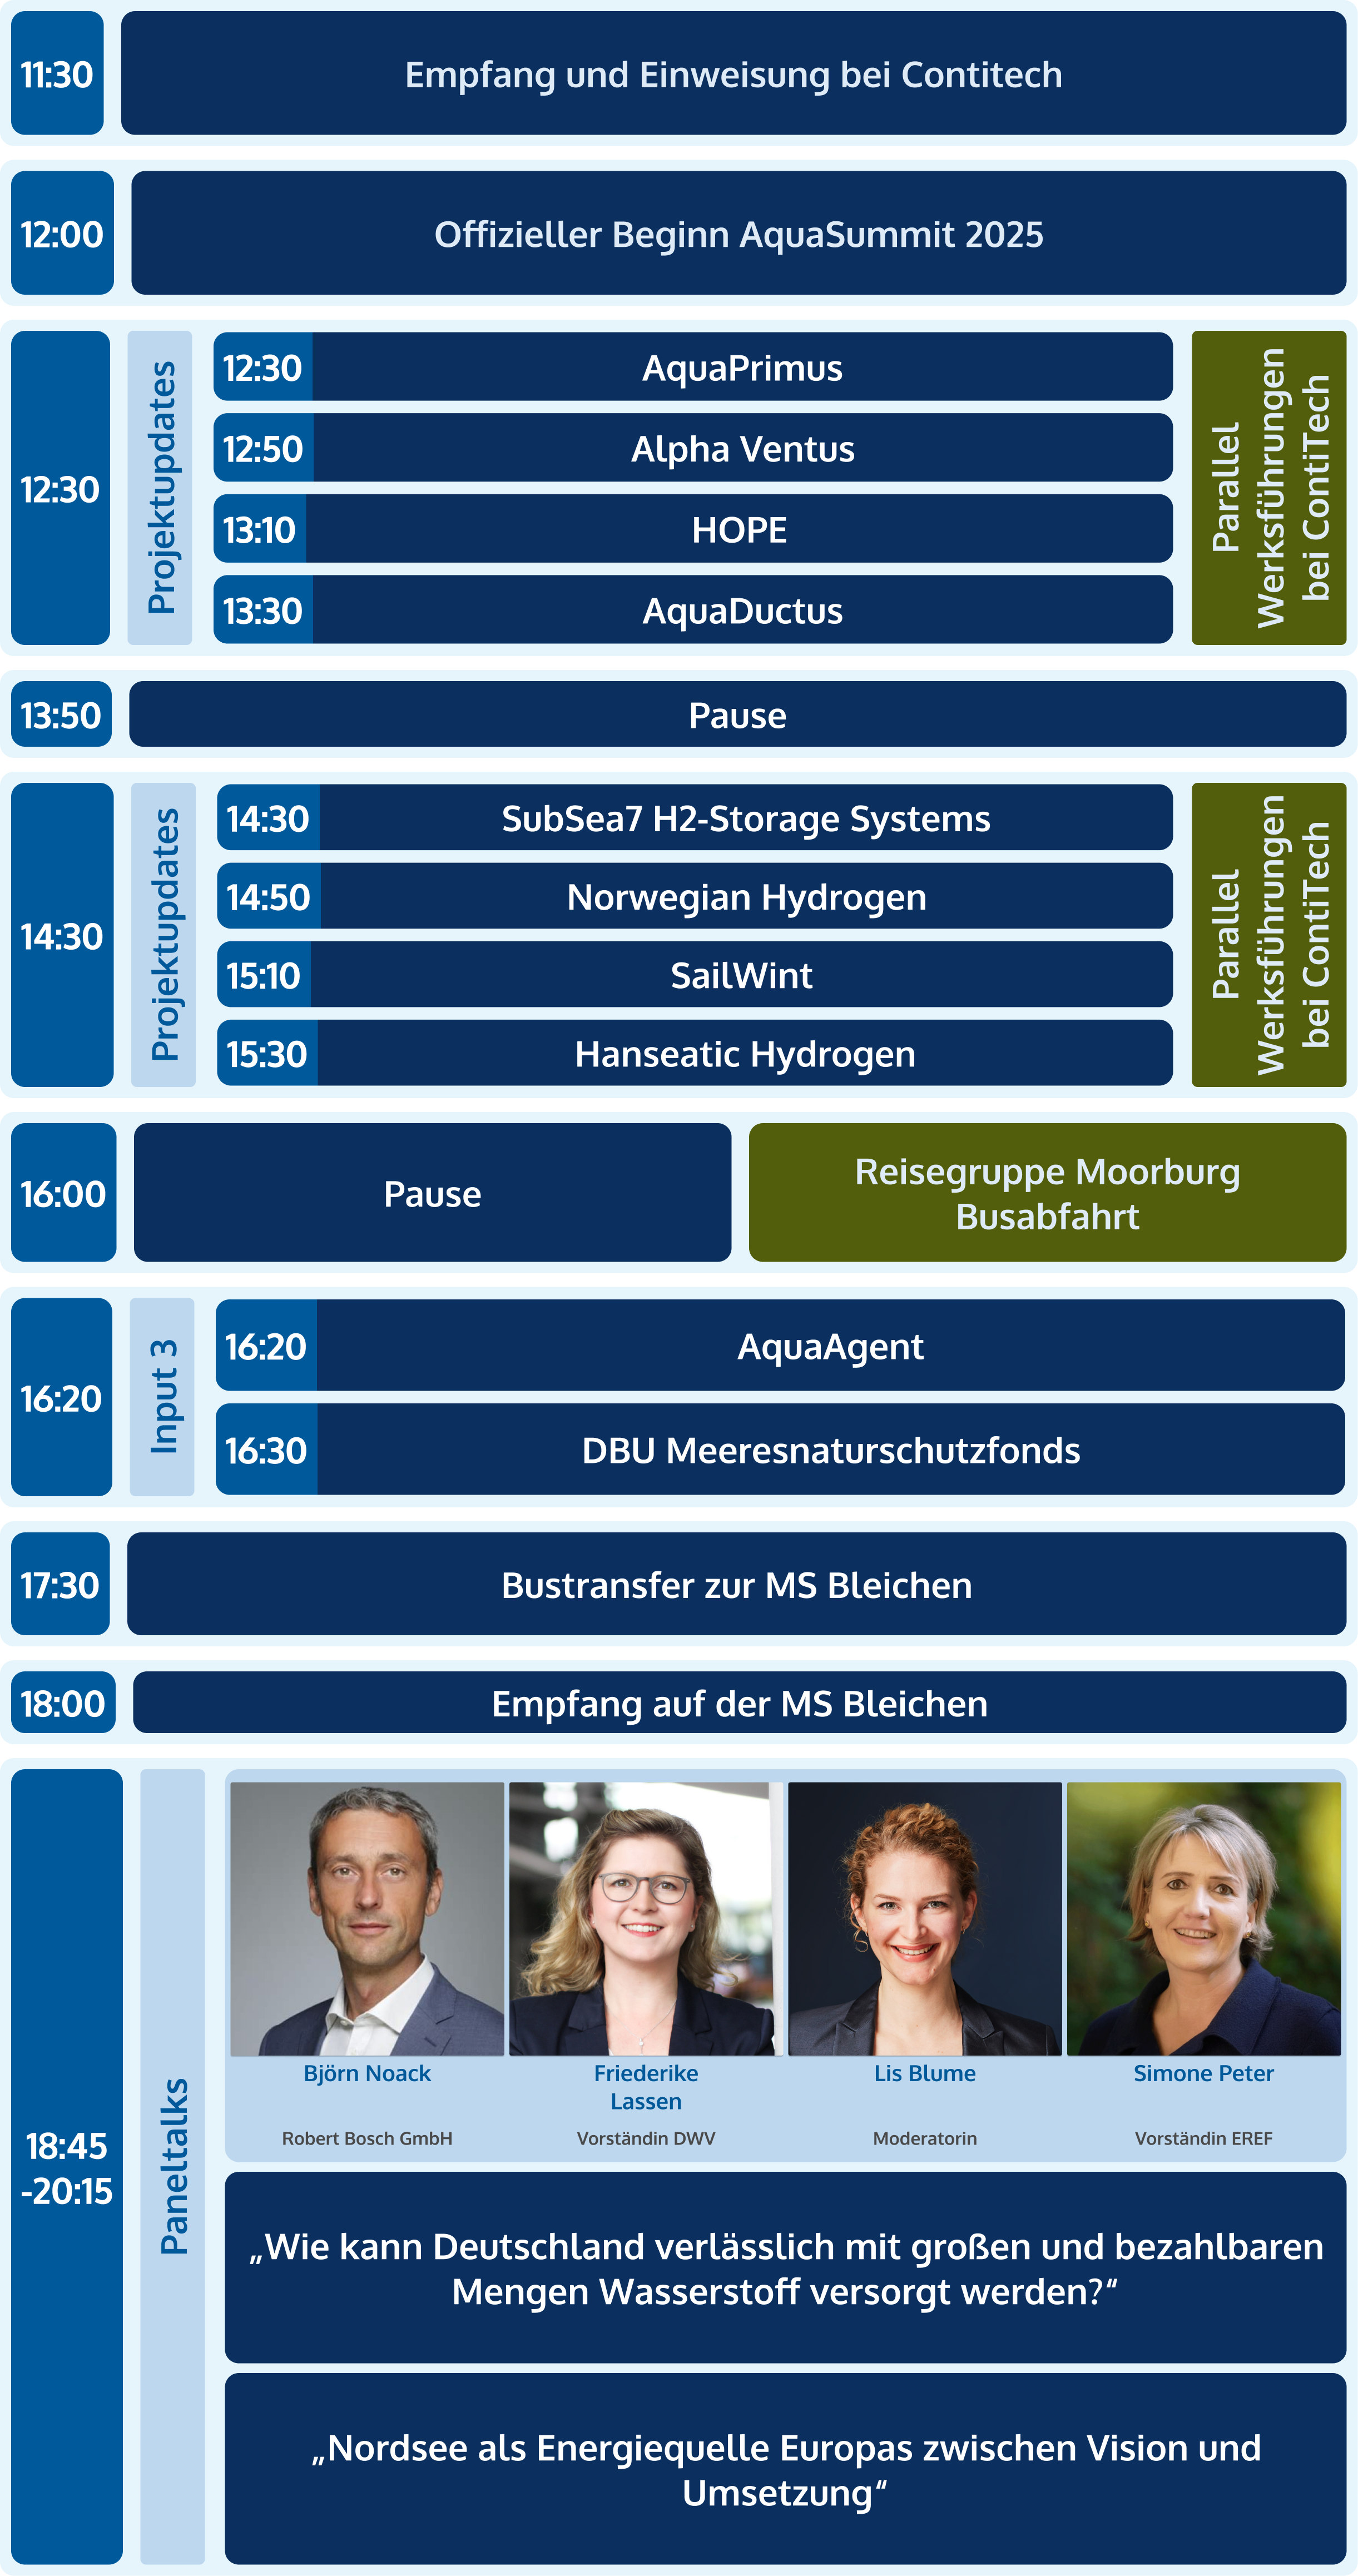 11:30
Empfang und Einweisung bei Contitech
12:00
Offizieller Beginn AquaSummit 2025
12:30
Projektupdates
12:30
AquaPrimus
12:50
Alpha Ventus
13:10
HOPE
13:30
AquaDuctus
Parallel
Werksführungen
bei ContiTech
13:50
Pause
14:30
Projektupdates
14:30
SubSea7 H2-Storage Systems
14:50
Norwegian Hydrogen
15:10
SailWint
15:30
Hanseatic Hydrogen
Parallel
Werksführungen
bei ContiTech
16:00
Pause
Reisegruppe Moorburg
Busabfahrt
16:20
Input 3
16:20
AquaAgent
16:30
DBU Meeresnaturschutzfonds
17:30
Bustransfer zur MS Bleichen
18:00
Empfang auf der MS Bleichen
18:45
-20:15
Paneltalks
Björn Noack
Robert Bosch GmbH
Friederike
Lassen
Vorständin DWV
Lis Blume
Moderatorin
Simone Peter
Vorständin EREF
„Wie kann Deutschland verlässlich mit großen und bezahlbaren
Mengen Wasserstoff versorgt werden?“
„Nordsee als Energiequelle Europas zwischen Vision und
Umsetzung“